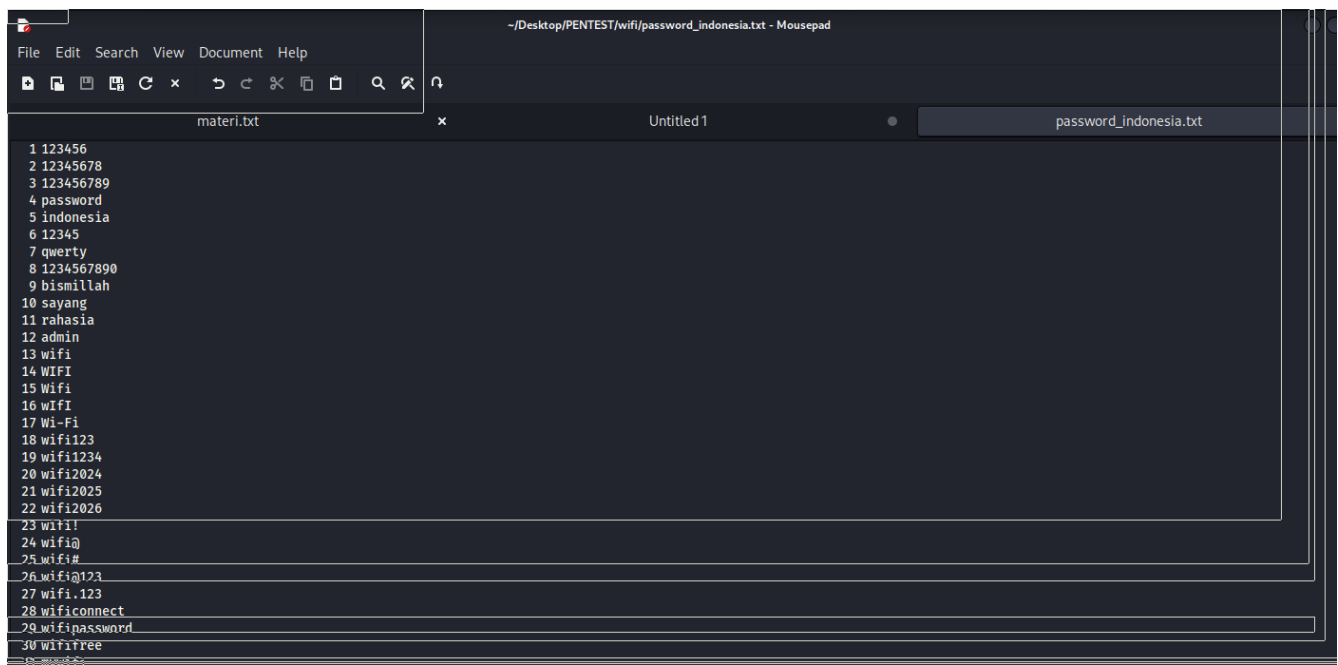 ~/Desktop/PENTEST/wifi/password_indonesia.txt - Mousepad
File Edit Search View Document Help
materi.txt Untitled 1 password_indonesia.txt
1 123456
2 12345678
3 123456789
4 password
5 indonesia
6 12345
7 qwerty
8 1234567890
9 bismillah
10 sayang
11 rahasia
12 admin
13 wifi
14 WIFI
15 Wifi
16 wIfI
17 Wi-Fi
18 wifi123
19 wifi1234
20 wifi2024
21 wifi2025
22 wifi2026
23 wifi!
24 wifi@
25 wifi#
26 wifi@123
27 wifi.123
28 wificonnect
29 wifipassword
30 wififree